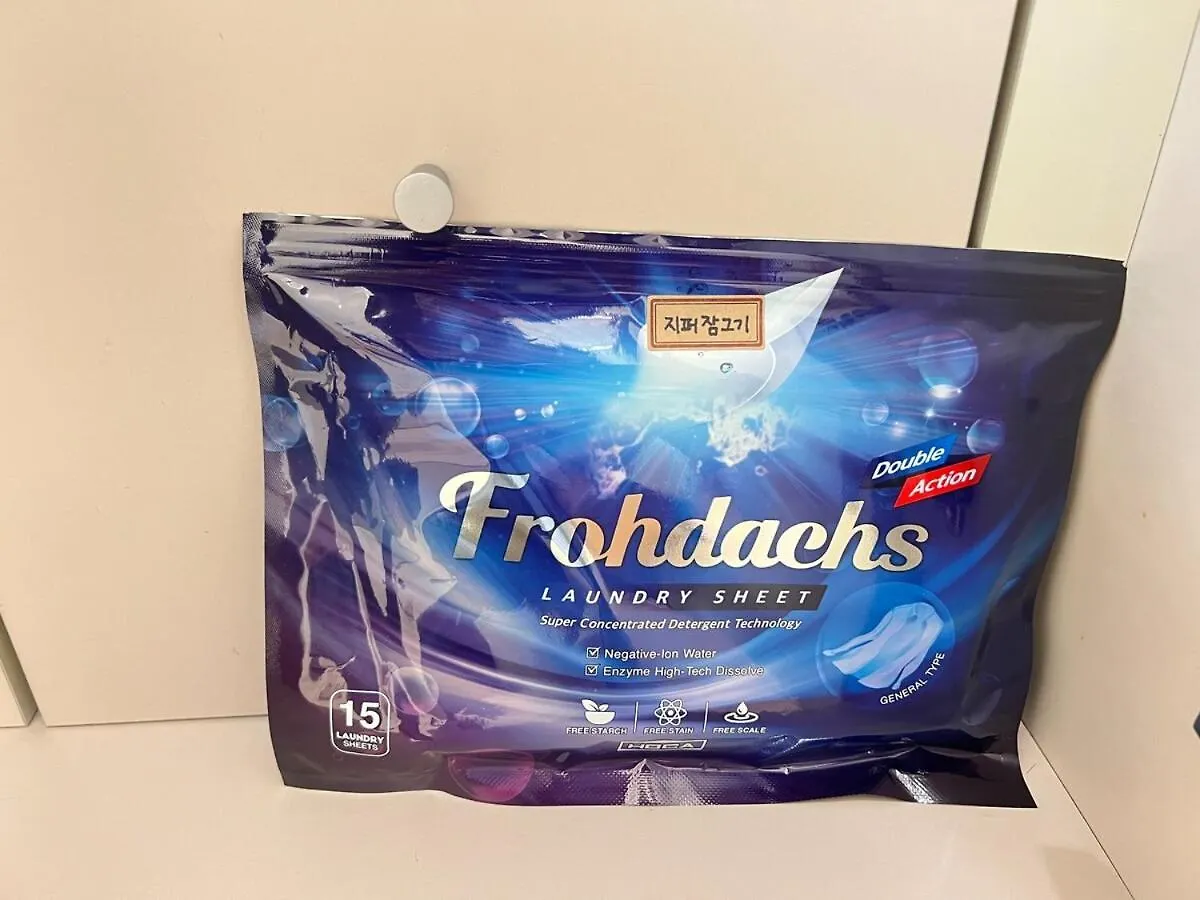 지퍼잠그기
Double
Action
Frohdachs
LAUNDRY SHEET
Super Concentrated Detergent Technology
Negative-Ion Water
Enzyme High-Tech Dissolve
GENERAL TYPE
15
LAUNDRY
SHEETS
FREE STARCH
FREE STAIN
FREE SCALE
HOCA